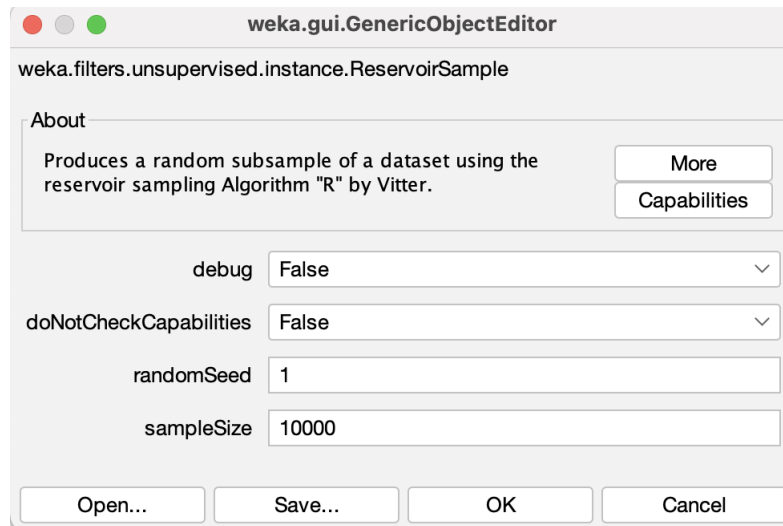 weka.gui.GenericObjectEditor
weka.filters.unsupervised.instance.ReservoirSample
About
Produces a random subsample of a dataset using the
reservoir sampling Algorithm "R" by Vitter.
More
Capabilities
debug False
doNotCheckCapabilities False
randomSeed 1
sampleSize 10000
Open... Save... OK Cancel